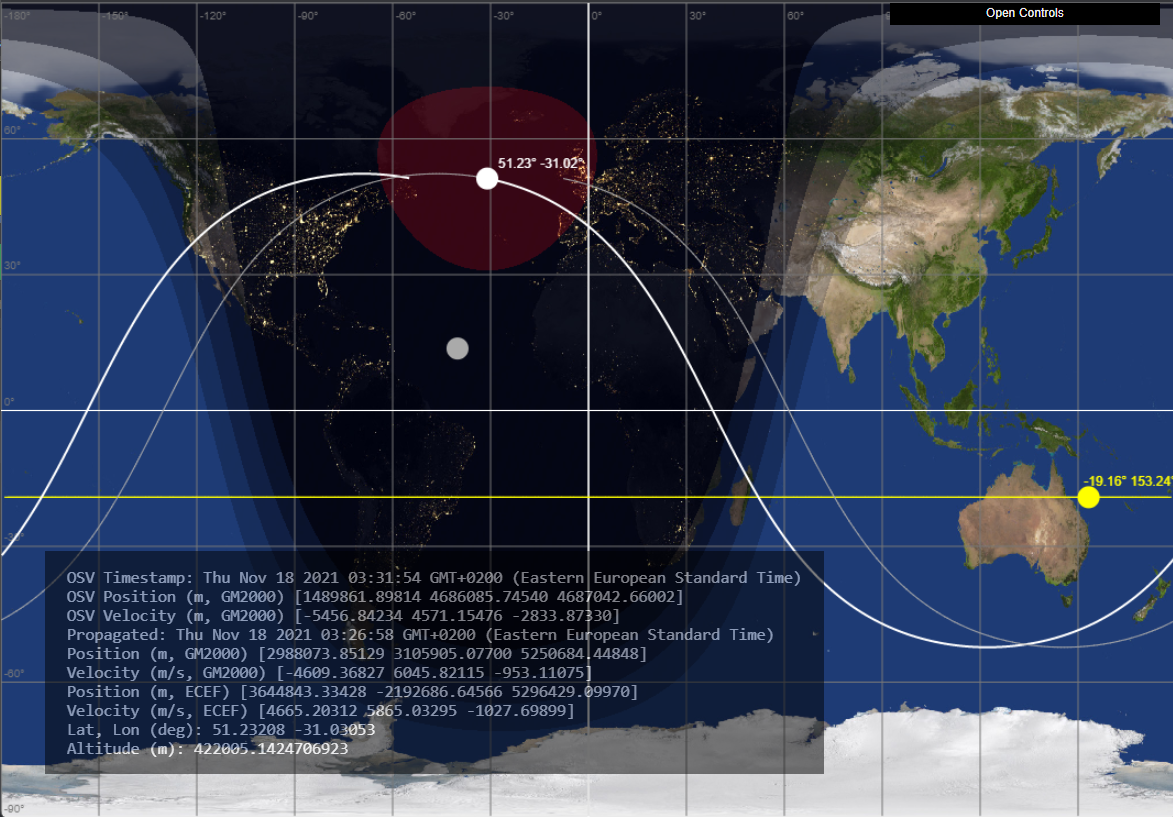 -180° -150° -120° -90° -60° -30° 0° 30° 60°
Open Controls
60°
51.23° -31.02°
30°
0°
-19.16° 153.24°
-30°
OSV Timestamp: Thu Nov 18 2021 03:31:54 GMT+0200 (Eastern European Standard Time)
OSV Position (m, GM2000) [1489861.89814 4686085.74540 4687042.66002]
OSV Velocity (m, GM2000) [-5456.84234 4571.15476 -2833.87330]
Propagated: Thu Nov 18 2021 03:26:58 GMT+0200 (Eastern European Standard Time)
Position (m, GM2000) [2988073.85129 3105905.07700 5250684.44848]
Velocity (m/s, GM2000) [-4609.36827 6045.82115 -953.11075]
-60°
Position (m, ECEF) [3644843.33428 -2192686.64566 5296429.09970]
Velocity (m/s, ECEF) [4665.20312 5865.03295 -1027.69899]
Lat, Lon (deg): 51.23208 -31.03053
Altitude (m): 422005.1424706923
-90°